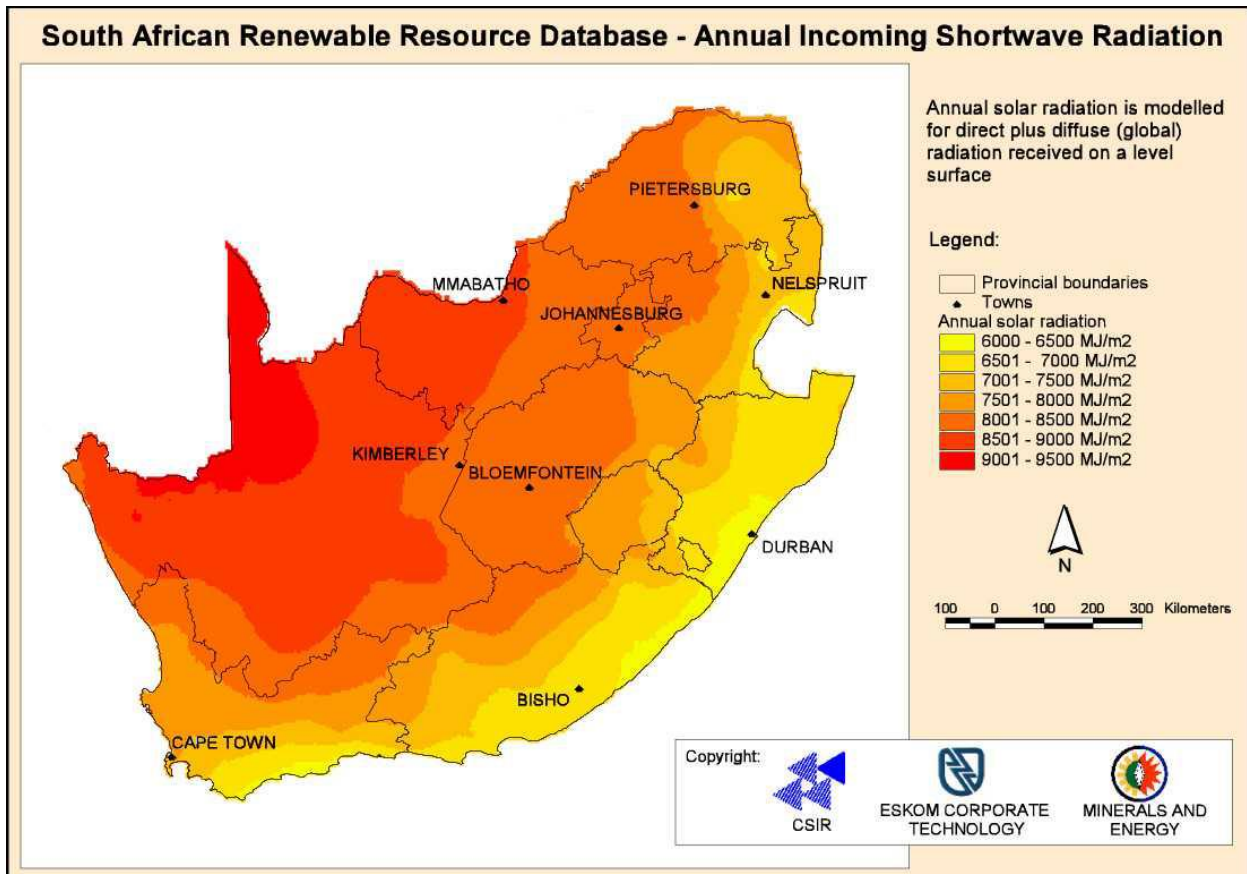 South African Renewable Resource Database - Annual Incoming Shortwave Radiation
Annual solar radiation is modelled
for direct plus diffuse (global)
radiation received on a level
surface
Legend:
Provincial boundaries
Towns
Annual solar radiation
6000 - 6500 MJ/m2
6501 - 7000 MJ/m2
7001 - 7500 MJ/m2
7501 - 8000 MJ/m2
8001 - 8500 MJ/m2
8501 - 9000 MJ/m2
9001 - 9500 MJ/m2
PIETERSBURG
MMABATHO
NELSPRUIT
JOHANNESBURG
KIMBERLEY
BLOEMFONTEIN
DURBAN
BISHO
CAPE TOWN
N
100 0 100 200 300 Kilometers
Copyright:
CSIR
ESKOM CORPORATE
TECHNOLOGY
MINERALS AND
ENERGY